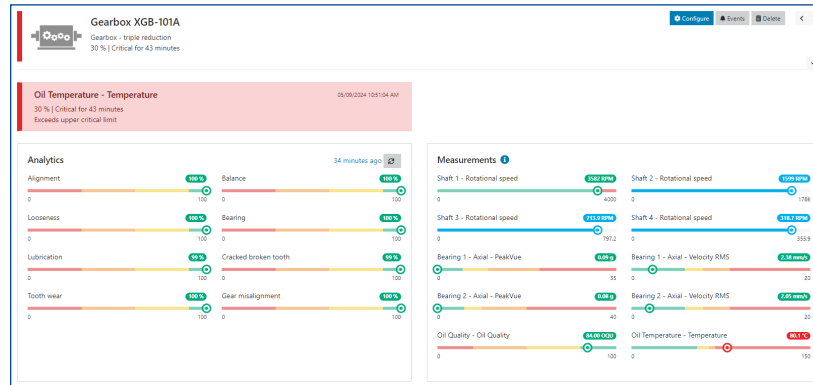 Gearbox XGB-101A
Configure Events Delete
Gearbox - triple reduction
30 % | Critical for 43 minutes
Oil Temperature - Temperature 05/09/2024 10:51:04 AM
30 % | Critical for 43 minutes
Exceeds upper critical limit
Analytics 34 minutes ago
Alignment 100 % Balance 100 %
0 100 0 100
Looseness 100 % Bearing 100 %
0 100 0 100
Lubrication 99 % Cracked broken tooth 99 %
0 100 0 100
Tooth wear 100 % Gear misalignment 100 %
0 100 0 100
Measurements
Shaft 1 - Rotational speed 3582 RPM Shaft 2 - Rotational speed 1599 RPM
0 4000 0 1786
Shaft 3 - Rotational speed 713.9 RPM Shaft 4 - Rotational speed 318.7 RPM
0 797.2 0 355.9
Bearing 1 - Axial - PeakVue 0.09 g Bearing 1 - Axial - Velocity RMS 2.38 mm/s
0 35 0 20
Bearing 2 - Axial - PeakVue 0.08 g Bearing 2 - Axial - Velocity RMS 2.05 mm/s
0 40 0 20
Oil Quality - Oil Quality 84.00 OQU Oil Temperature - Temperature 80.1 °C
0 100 0 150